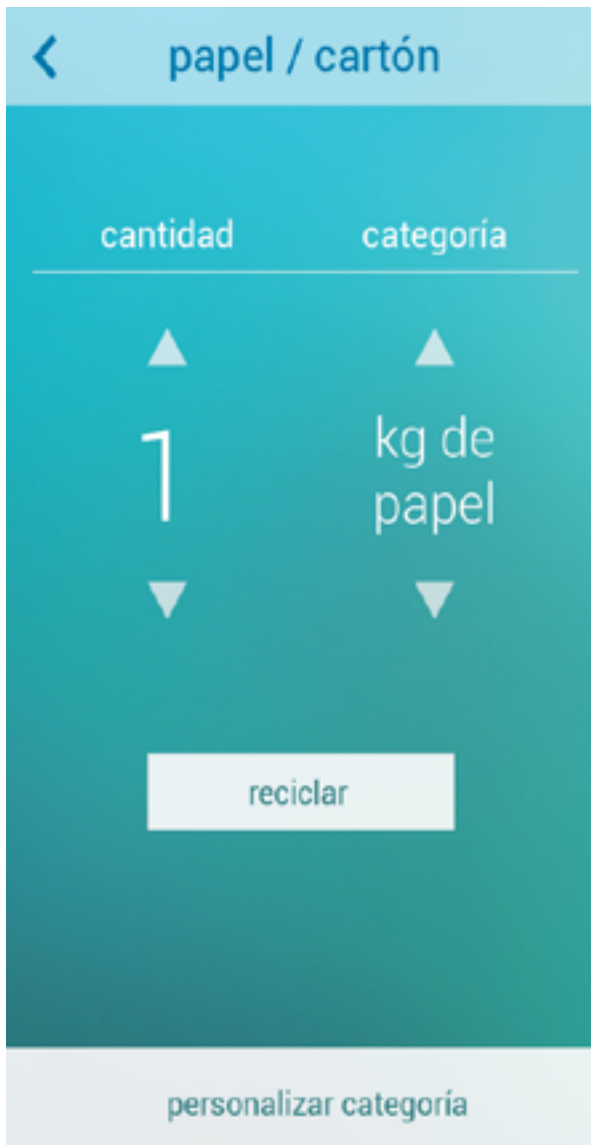 papel / cartón
cantidad categoría
1
kg de
papel
reciclar
personalizar categoría